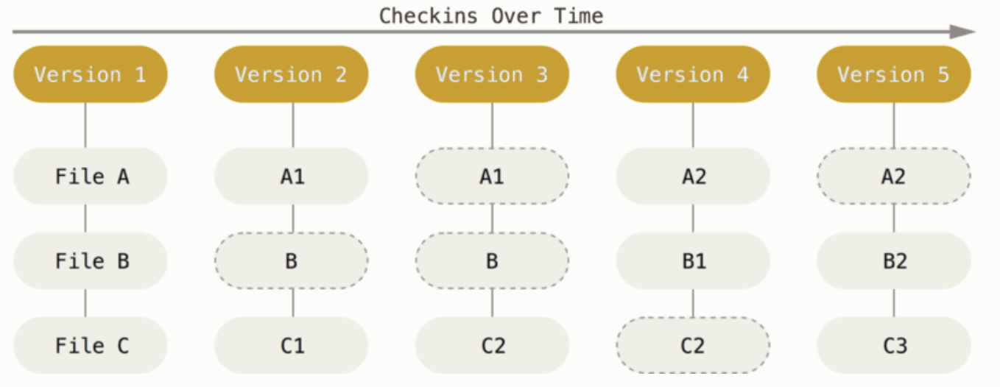 Checkins Over Time
Version 1 Version 2 Version 3 Version 4 Version 5
File A A1 A1 A2 A2
File B B B B1 B2
File C C1 C2 C2 C3